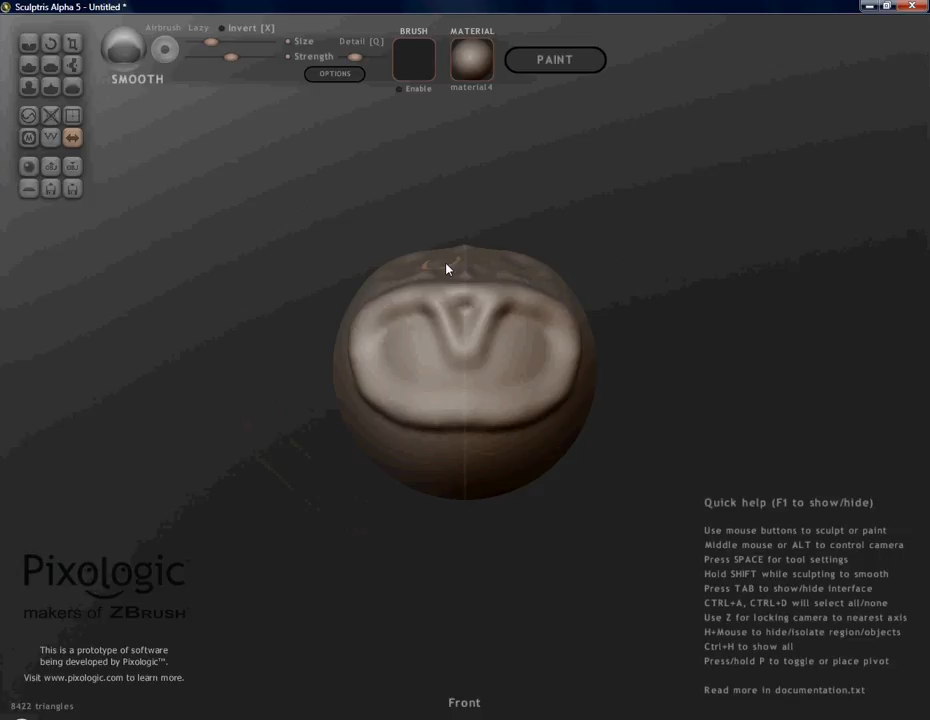 Sculptris Alpha 5 - Untitled *
Airbrush Lazy Invert [X]
Size Detail [Q]
Strength
OPTIONS
SMOOTH
BRUSH
Enable
MATERIAL
material4
PAINT
Quick help (F1 to show/hide)
Use mouse buttons to sculpt or paint
Middle mouse or ALT to control camera
Press SPACE for tool settings
Hold SHIFT while sculpting to smooth
Press TAB to show/hide interface
CTRL+A, CTRL+D will select all/none
Use Z for locking camera to nearest axis
H+Mouse to hide/isolate region/objects
Ctrl+H to show all
Press/hold P to toggle or place pivot
Read more in documentation.txt
Pixologic
makers of ZBRUSH
This is a prototype of software
being developed by Pixologic™.
Visit www.pixologic.com to learn more.
8422 triangles
Front